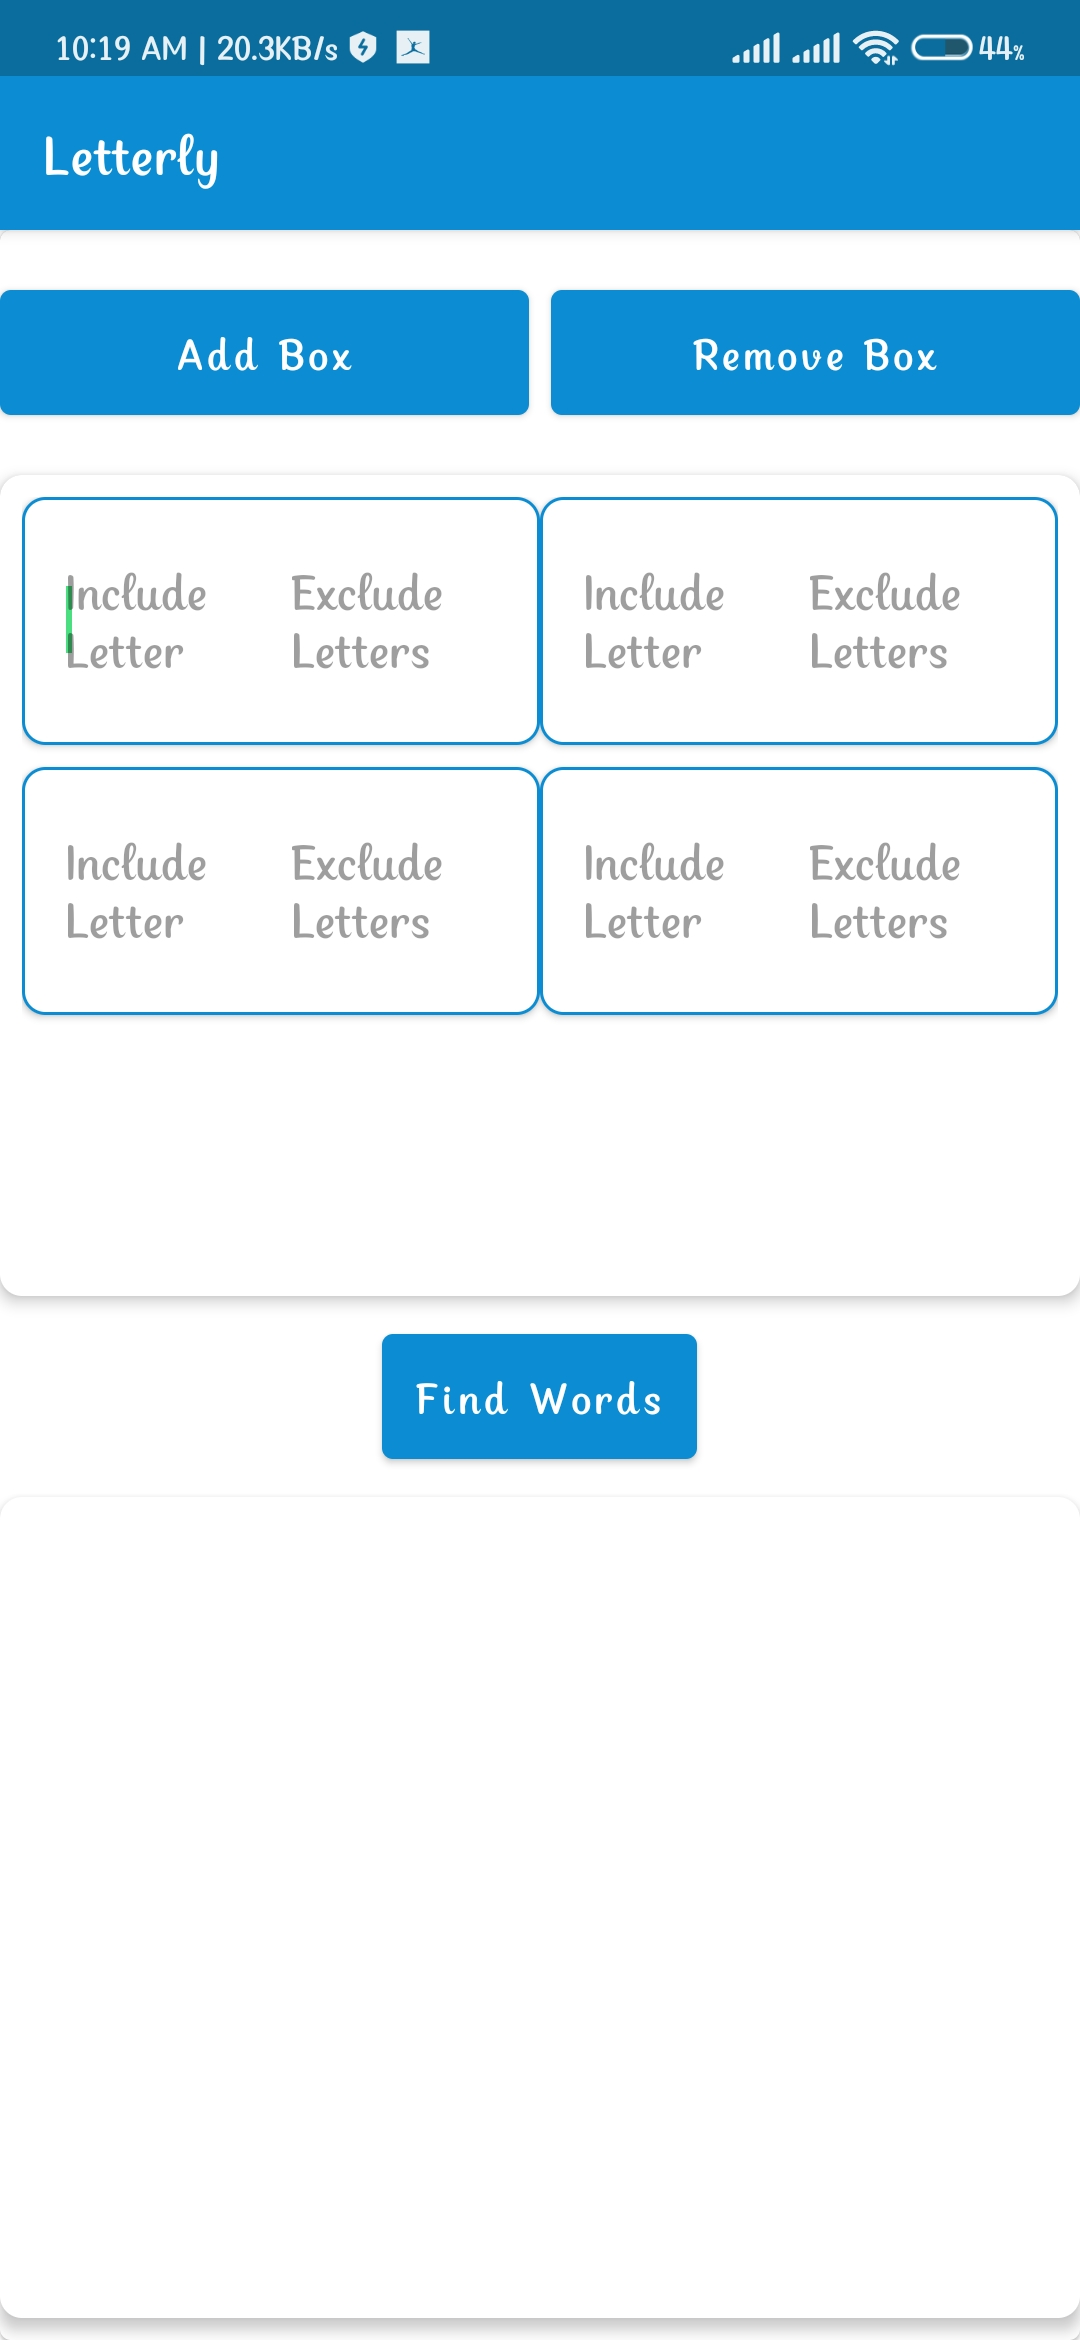 10:19 AM | 20.3KB/s 44%
Letterly
Add Box Remove Box
Include Exclude Include Exclude
Letter Letters Letter Letters
Include Exclude Include Exclude
Letter Letters Letter Letters
Find Words